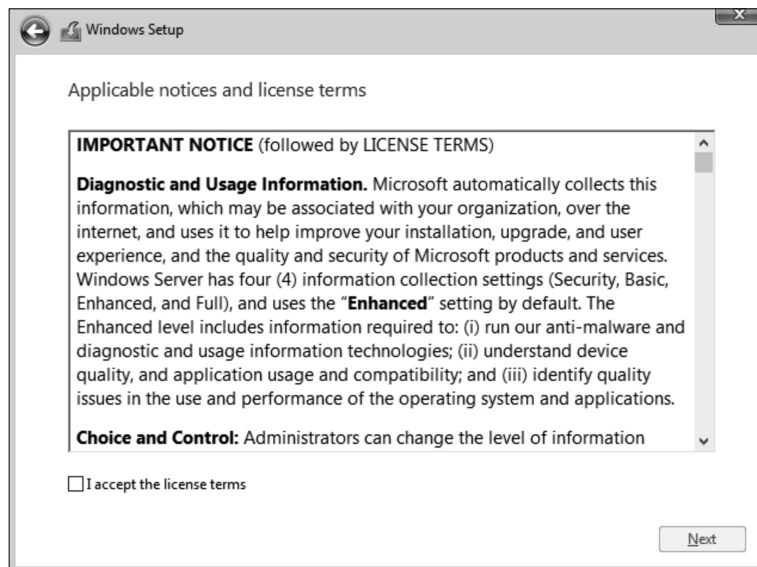 Windows Setup
Applicable notices and license terms
IMPORTANT NOTICE (followed by LICENSE TERMS)
Diagnostic and Usage Information. Microsoft automatically collects this
information, which may be associated with your organization, over the
internet, and uses it to help improve your installation, upgrade, and user
experience, and the quality and security of Microsoft products and services.
Windows Server has four (4) information collection settings (Security, Basic,
Enhanced, and Full), and uses the “Enhanced” setting by default. The
Enhanced level includes information required to: (i) run our anti-malware and
diagnostic and usage information technologies; (ii) understand device
quality, and application usage and compatibility; and (iii) identify quality
issues in the use and performance of the operating system and applications.
Choice and Control: Administrators can change the level of information
I accept the license terms
Next